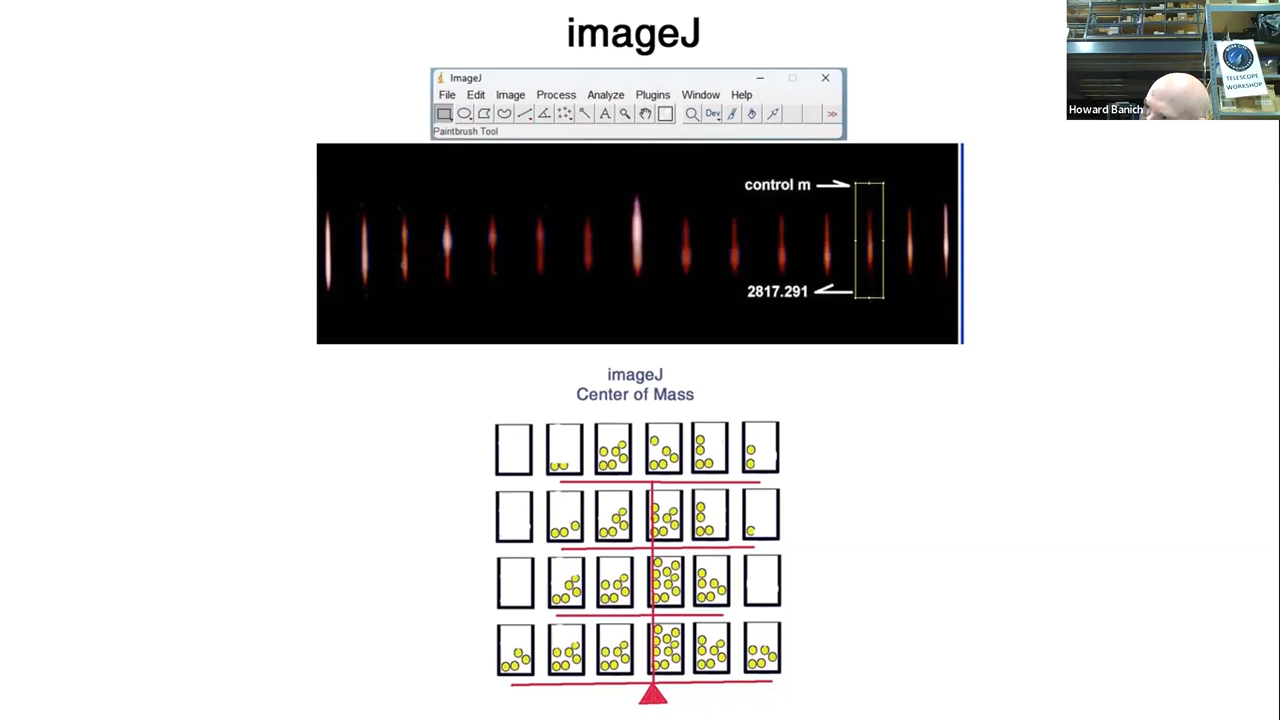 imageJ
ImageJ
File Edit Image Process Analyze Plugins Window Help
A Dev >>
Paintbrush Tool
control m
2817.291
imageJ
Center of Mass
TELESCOPE
WORKSHOP
Howard Banich